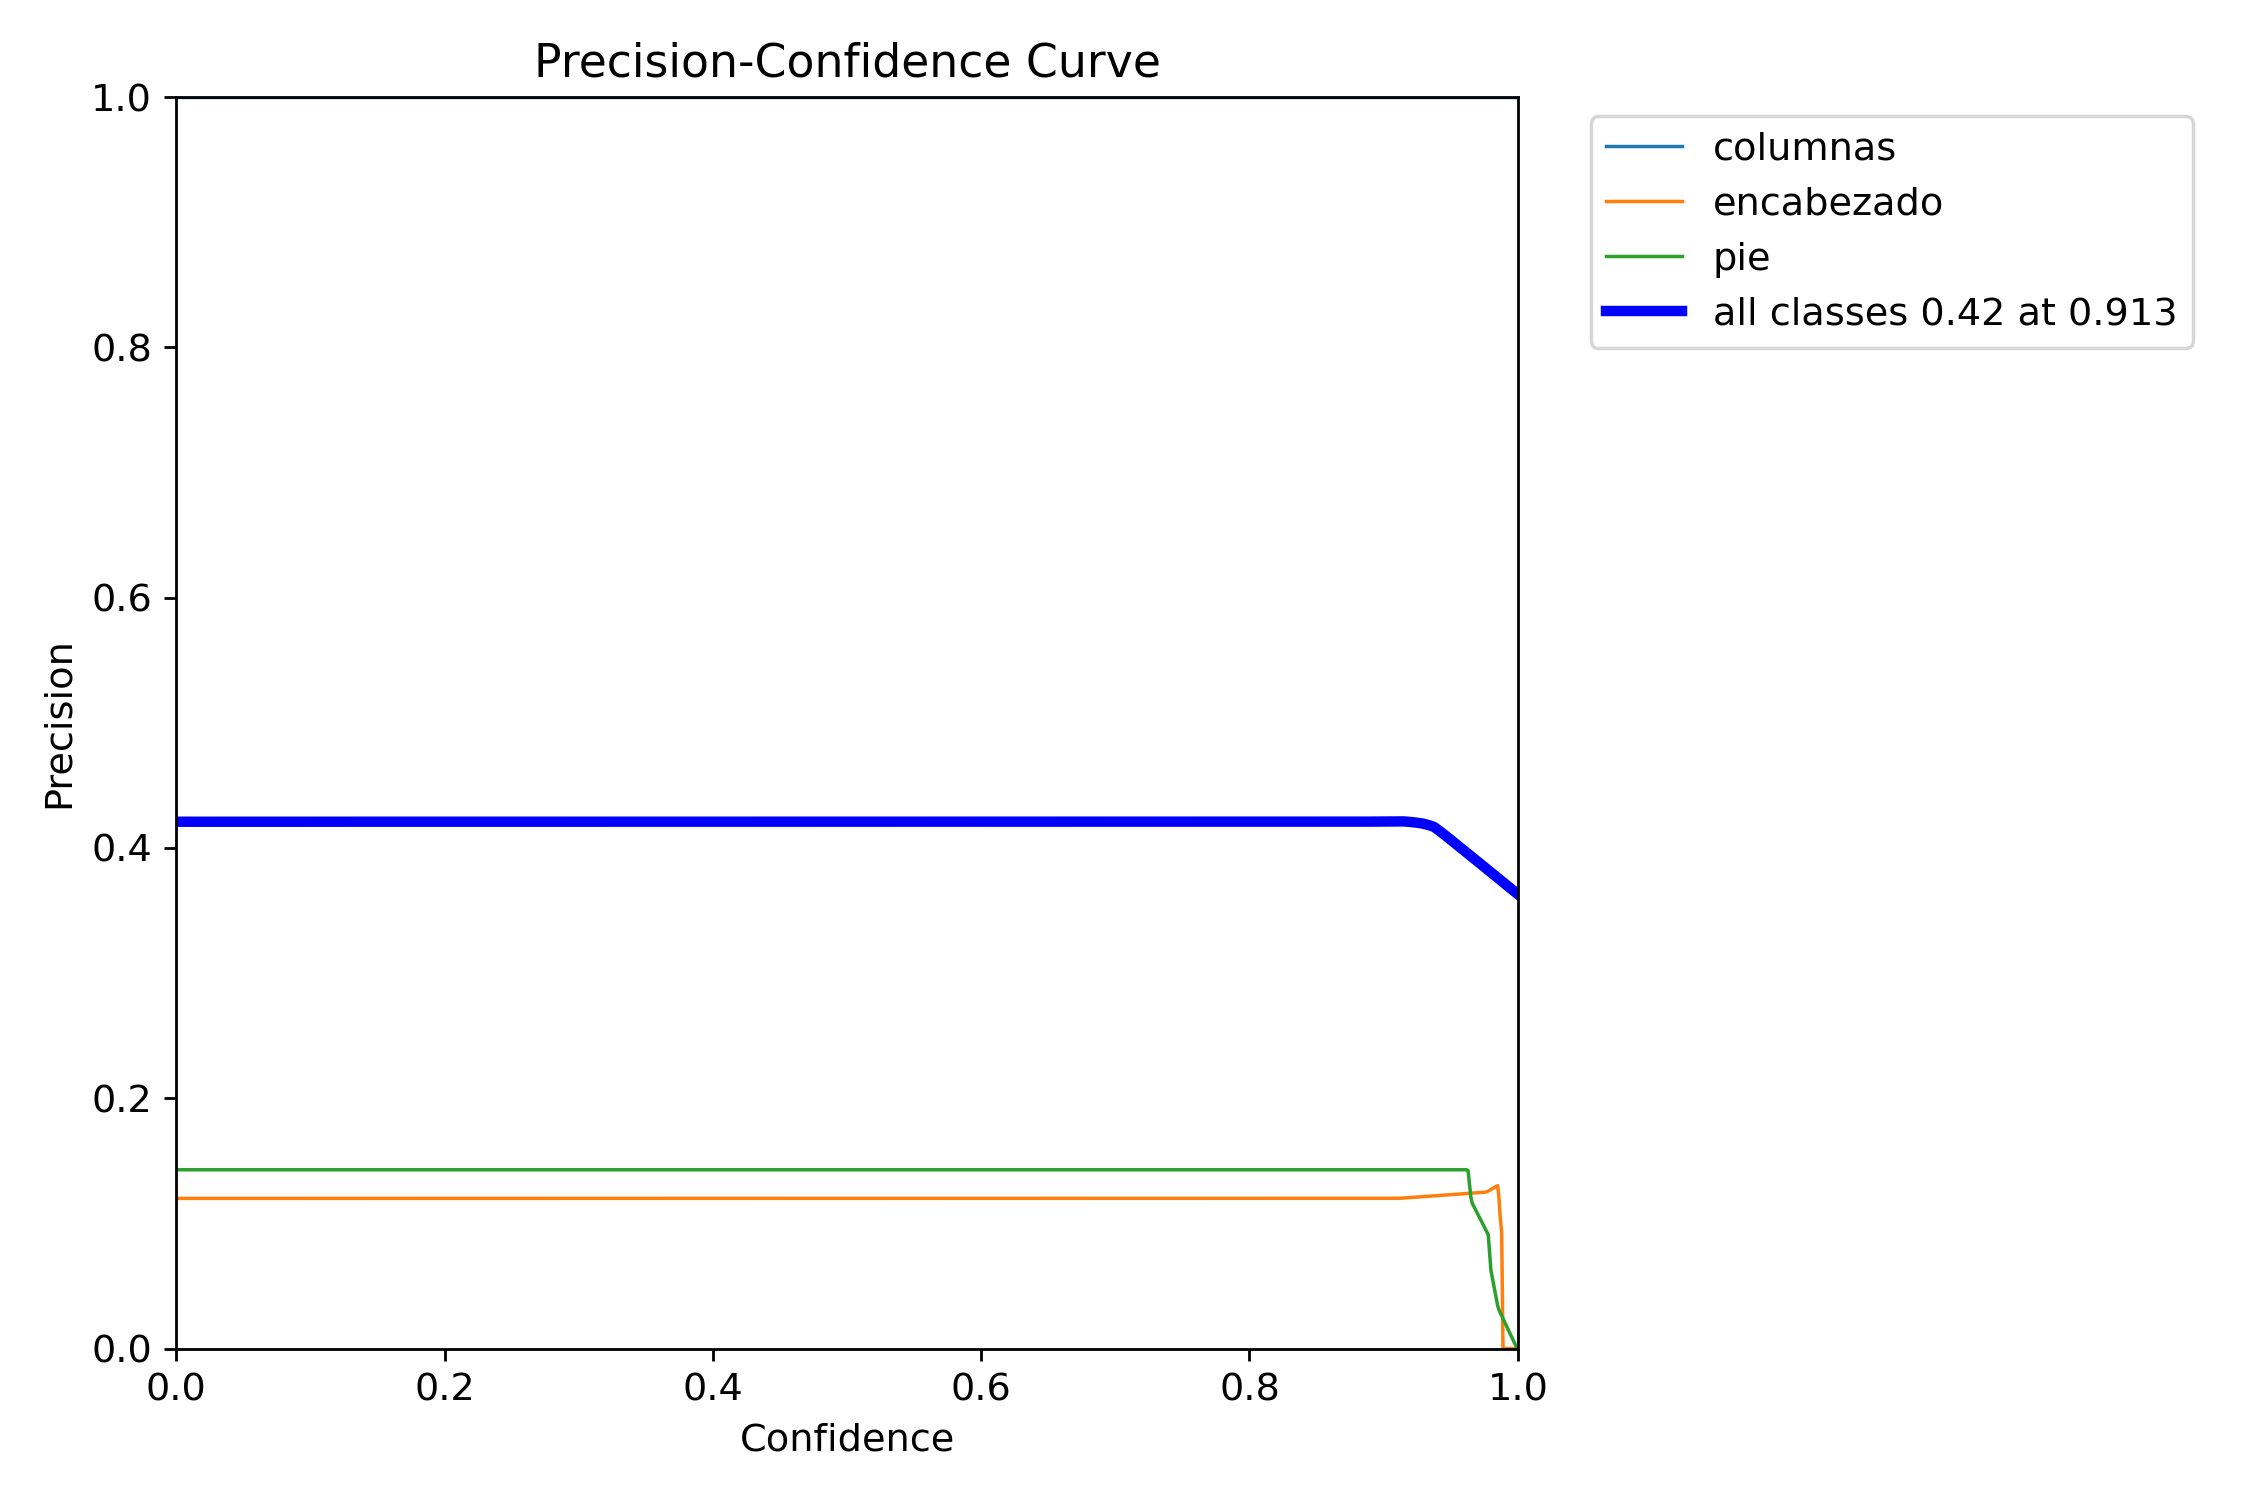 Precision-Confidence Curve
1.0
0.8
0.6
0.4
0.2
0.0
Precision
0.0 0.2 0.4 0.6 0.8 1.0
Confidence
columnas
encabezado
pie
all classes 0.42 at 0.913